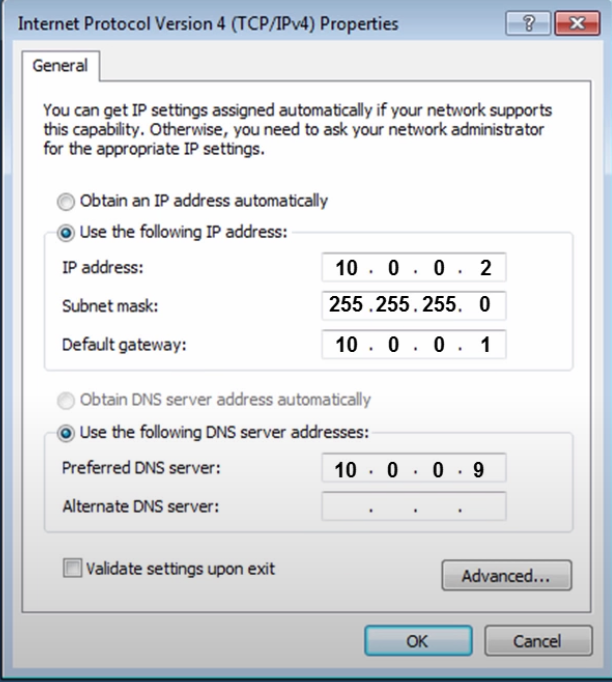 Internet Protocol Version 4 (TCP/IPv4) Properties
General
You can get IP settings assigned automatically if your network supports
this capability. Otherwise, you need to ask your network administrator
for the appropriate IP settings.
Obtain an IP address automatically
Use the following IP address:
IP address: 10 . 0 . 0 . 2
Subnet mask: 255 . 255 . 255 . 0
Default gateway: 10 . 0 . 0 . 1
Obtain DNS server address automatically
Use the following DNS server addresses:
Preferred DNS server: 10 . 0 . 0 . 9
Alternate DNS server: . . .
Validate settings upon exit
Advanced...
OK Cancel